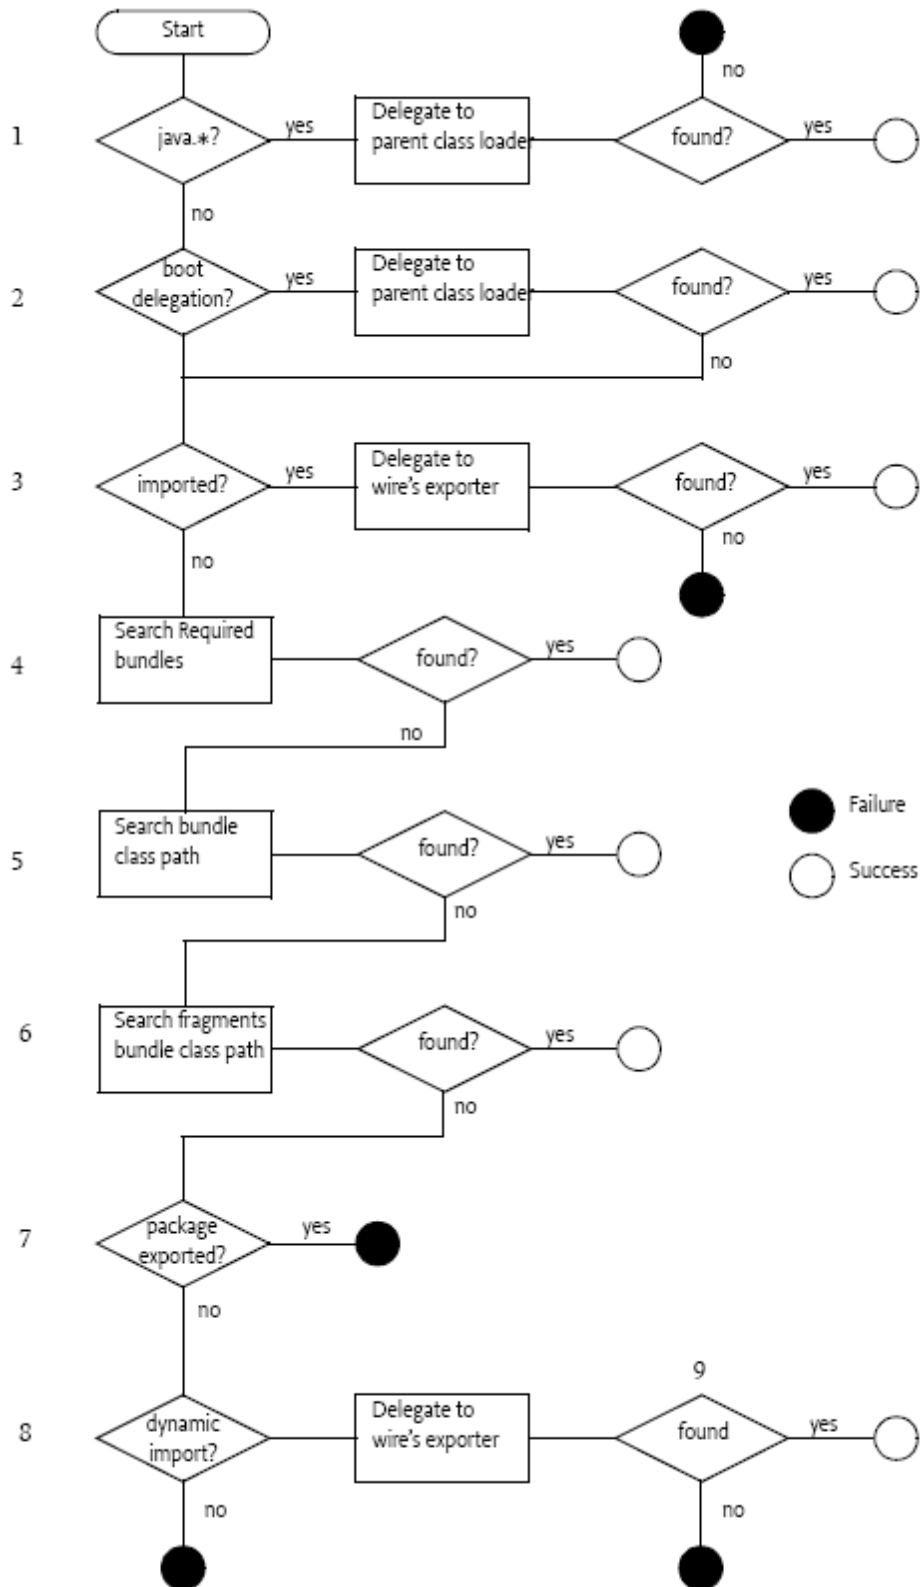 Start
no
1
java.*?
yes
Delegate to
parent class loader
found?
yes
no
2
boot
delegation?
yes
Delegate to
parent class loader
found?
yes
no
3
imported?
yes
Delegate to
wire's exporter
found?
yes
no
no
4
Search Required
bundles
found?
yes
no
Failure
5
Search bundle
class path
found?
yes
Success
no
6
Search fragments
bundle class path
found?
yes
no
7
package
exported?
yes
no
9
8
dynamic
import?
Delegate to
wire's exporter
found
yes
no
no